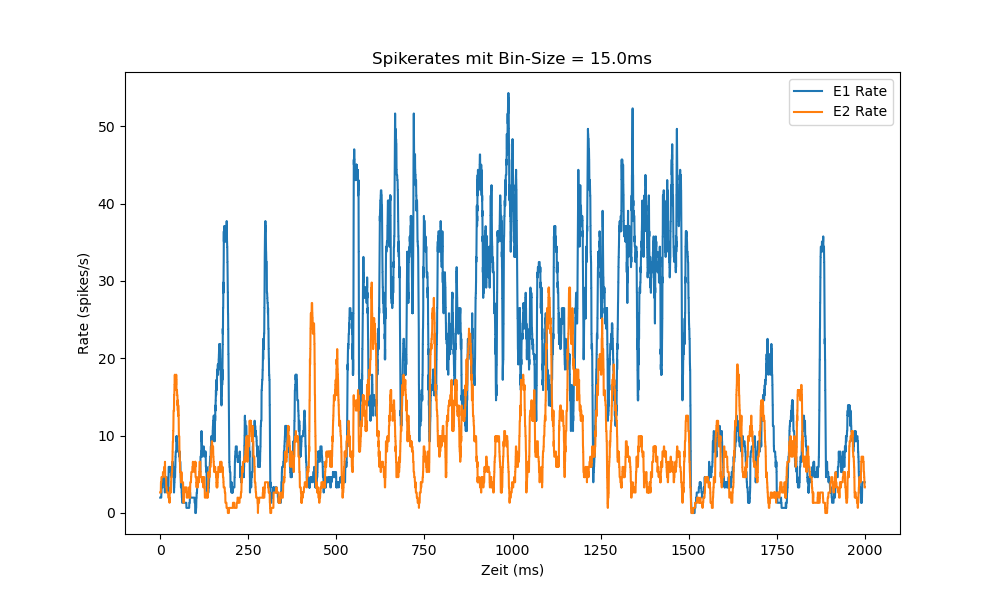 Spikerates mit Bin-Size = 15.0ms
E1 Rate
E2 Rate
50
40
30
20
10
0
Rate (spikes/s)
0 250 500 750 1000 1250 1500 1750 2000
Zeit (ms)